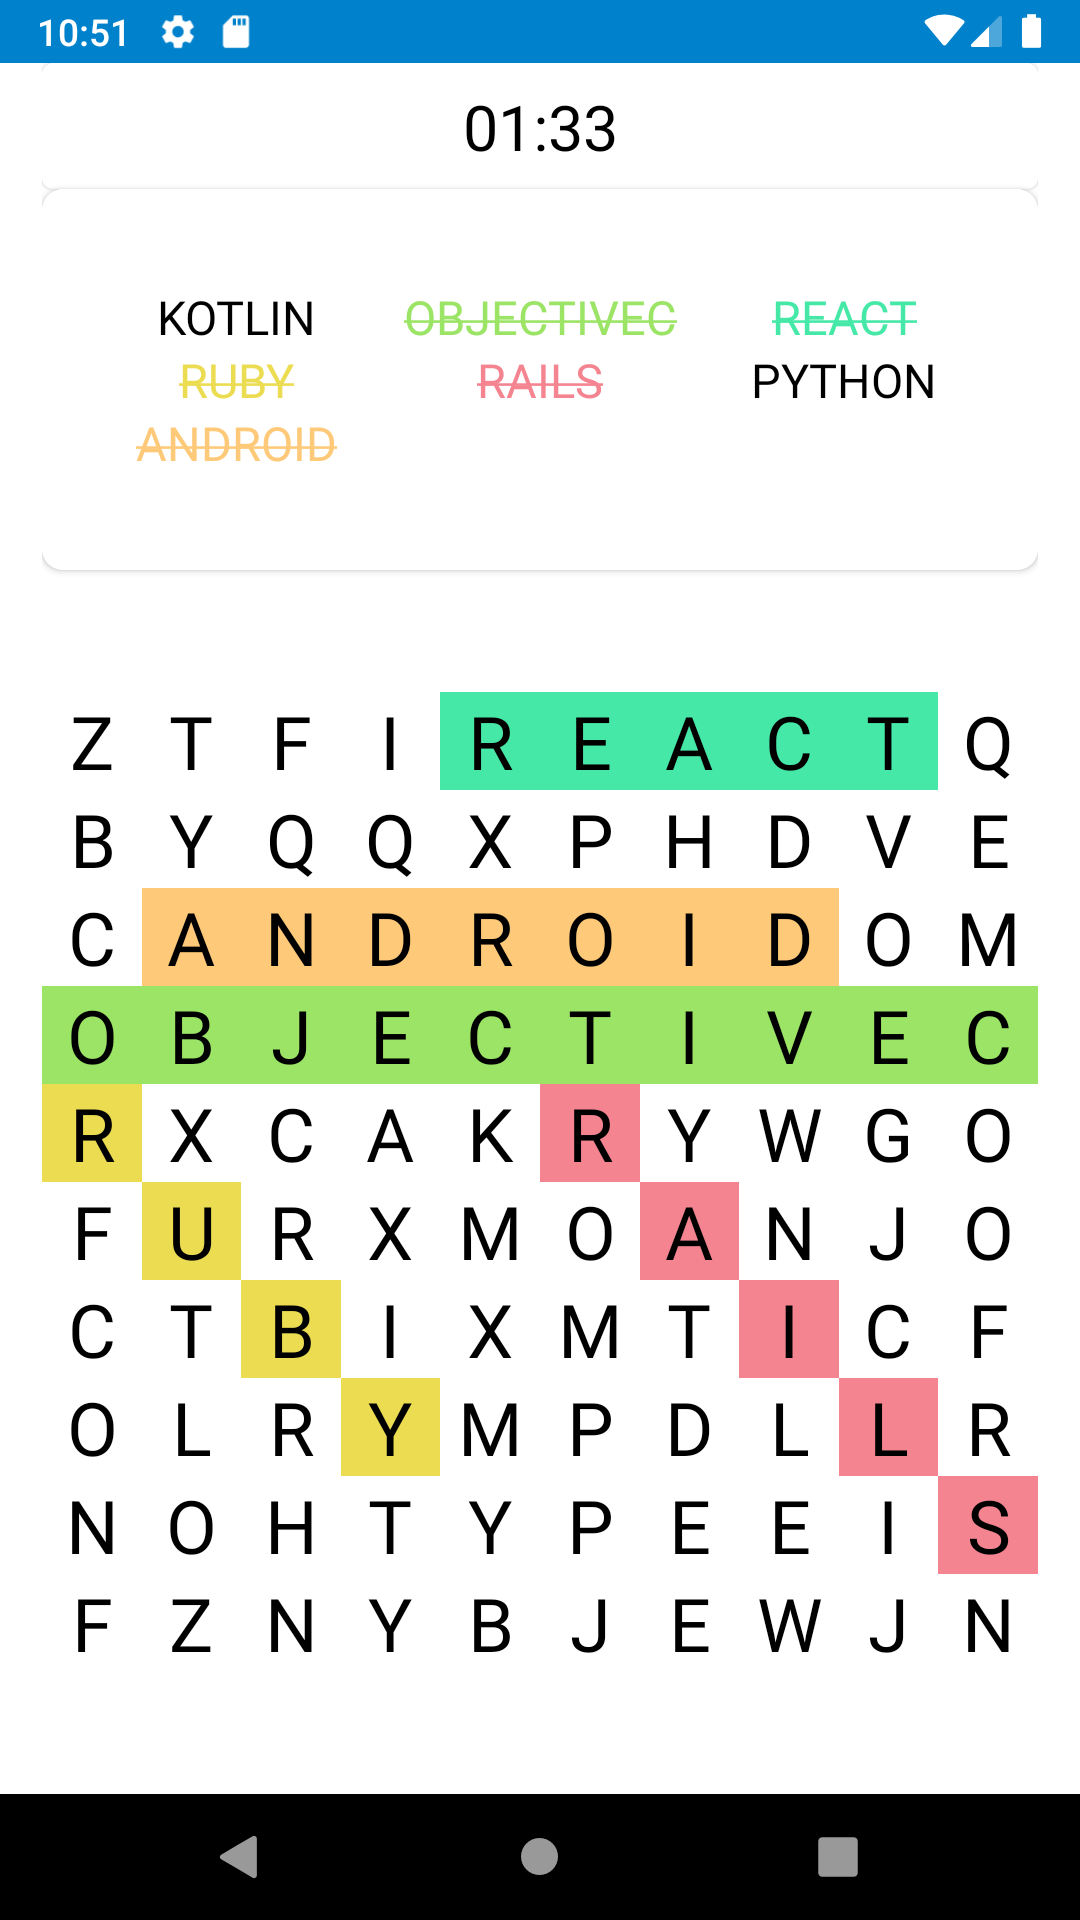 10:51
01:33
KOTLIN OBJECTIVEC REACT
RUBY RAILS PYTHON
ANDROID
Z T F I R E A C T Q
B Y Q Q X P H D V E
C A N D R O I D O M
O B J E C T I V E C
R X C A K R Y W G O
F U R X M O A N J O
C T B I X M T I C F
O L R Y M P D L L R
N O H T Y P E E I S
F Z N Y B J E W J N